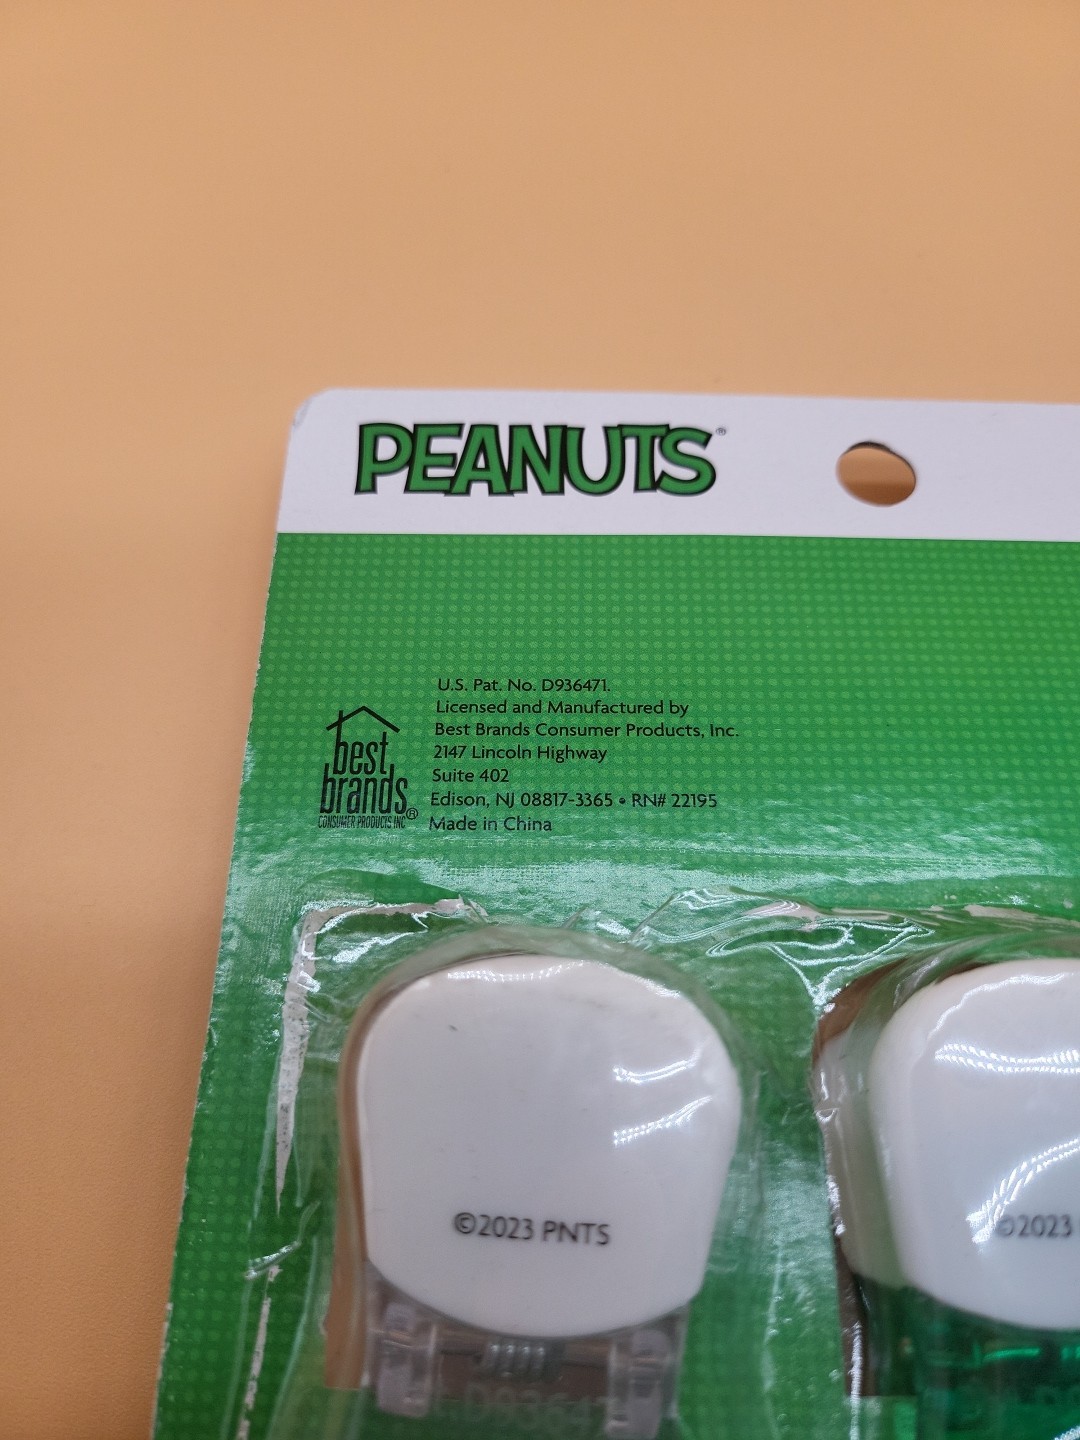 PEANUTS®
U.S. Pat. No. D936471.
Licensed and Manufactured by
Best Brands Consumer Products, Inc.
2147 Lincoln Highway
Suite 402
Edison, NJ 08817-3365 • RN# 22195
Made in China
best
brands®
CONSUMER PRODUCTS INC
©2023 PNTS
©2023